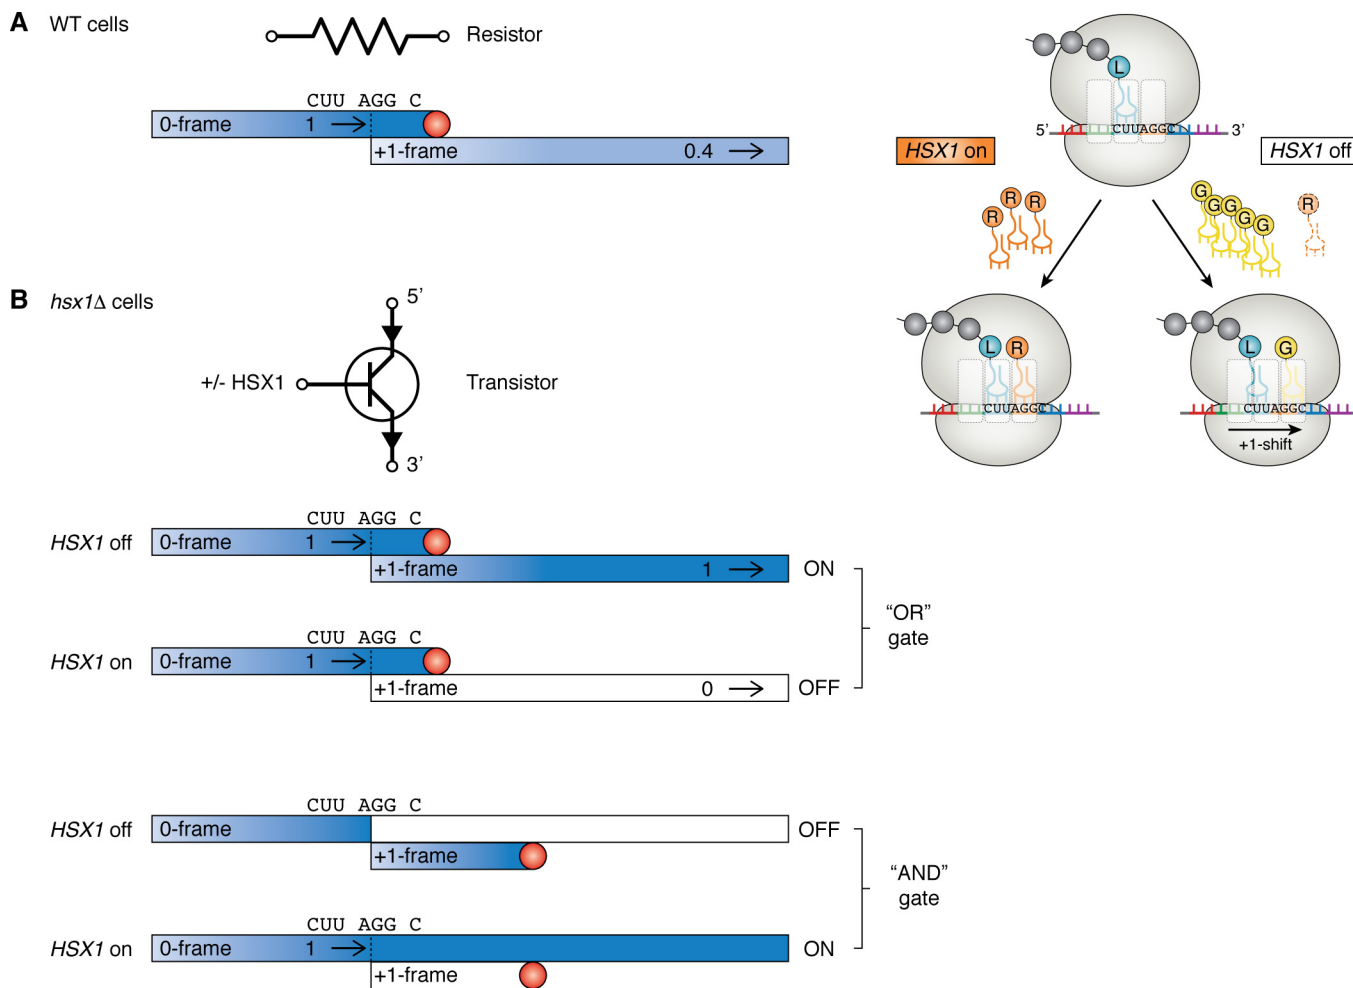 A WT cells
Resistor
CUU AGG C
0-frame 1
+1-frame 0.4
L
5’ CUUAGGC 3’
HSX1 on
HSX1 off
R R R
G G G G G
R
B hsx1Δ cells
5’
+/- HSX1
Transistor
3’
L R
CUUAGGC
L G
CUUAGGC
+1-shift
CUU AGG C
HSX1 off 0-frame 1
+1-frame 1 ON
CUU AGG C
HSX1 on 0-frame 1
+1-frame 0 OFF
“OR”
gate
CUU AGG C
HSX1 off 0-frame OFF
+1-frame
CUU AGG C
HSX1 on 0-frame 1 ON
+1-frame
“AND”
gate